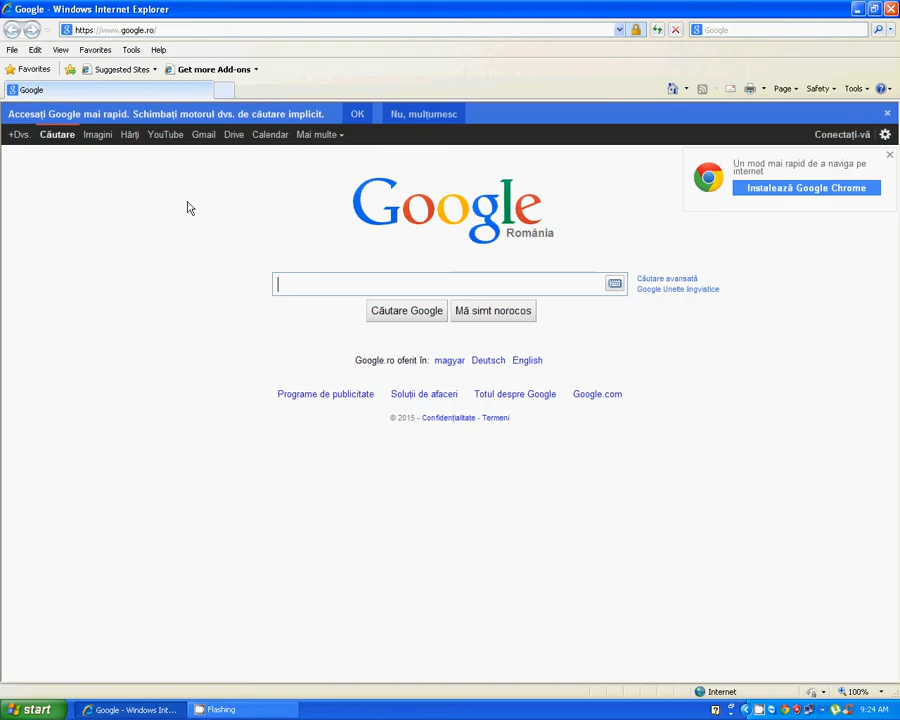 Google - Windows Internet Explorer
https://www.google.ro/
Google
File Edit View Favorites Tools Help
Favorites Suggested Sites Get more Add-ons
Google
Page Safety Tools
Accesați Google mai rapid. Schimbați motorul dvs. de căutare implicit. OK Nu, mulțumesc
+Dvs. Căutare Imagini Hărți YouTube Gmail Drive Calendar Mai multe Conectați-vă
Un mod mai rapid de a naviga pe
internet
Instalează Google Chrome
Google
România
Căutare avansată
Google Unelte lingvistice
Căutare Google Mă simt norocos
Google.ro oferit în: magyar Deutsch English
Programe de publicitate Soluții de afaceri Totul despre Google Google.com
© 2015 - Confidențialitate - Termeni
Internet 100%
start Google - Windows Int... Flashing 9:24 AM